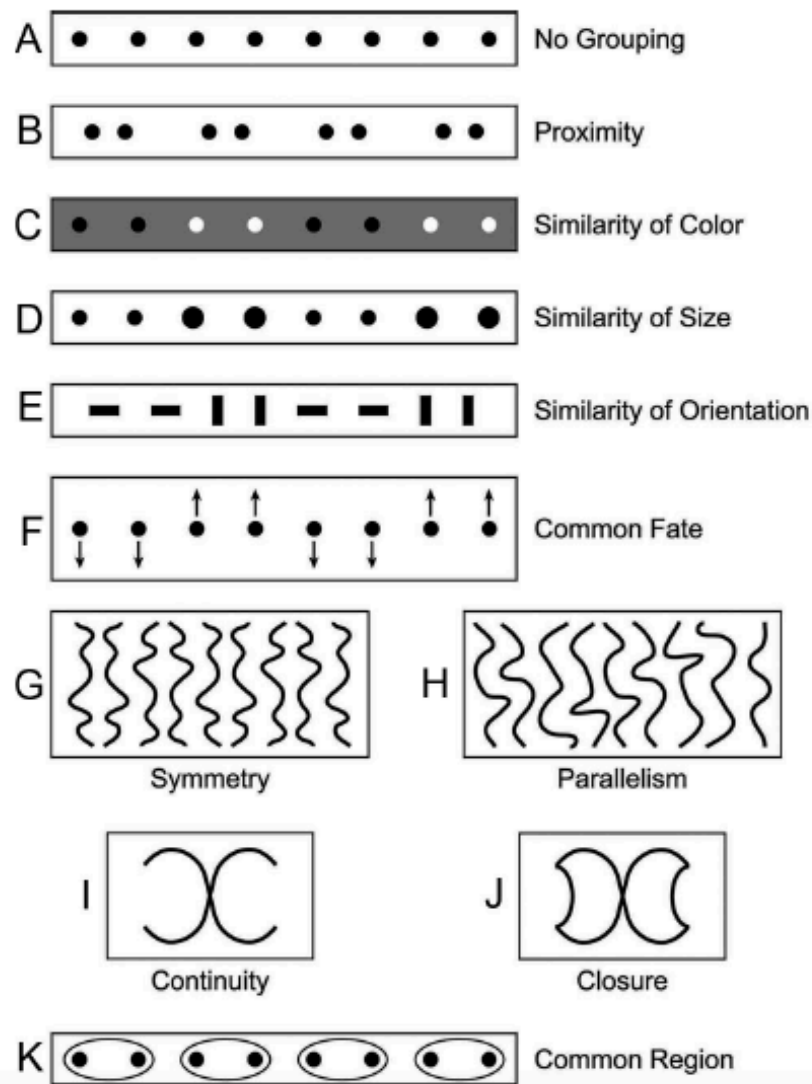 A No Grouping
B Proximity
C Similarity of Color
D Similarity of Size
E Similarity of Orientation
F Common Fate
G H
Symmetry Parallelism
I J
Continuity Closure
K Common Region